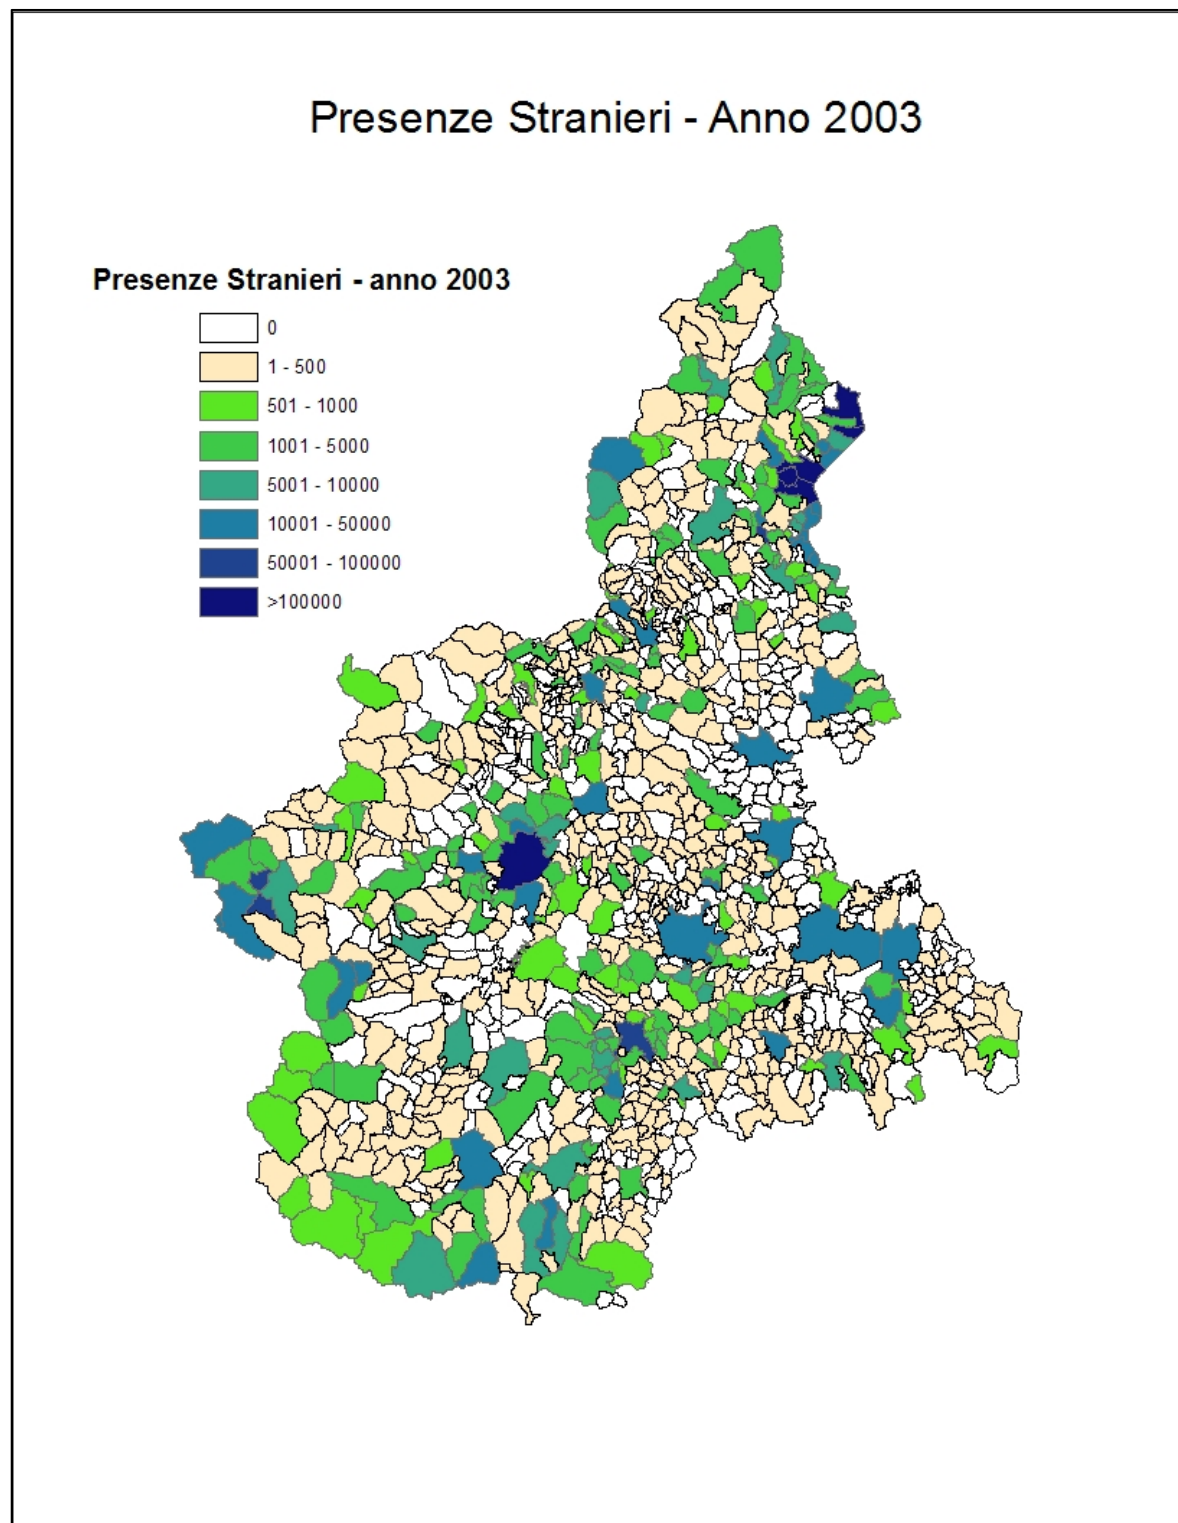 Presenze Stranieri - Anno 2003
Presenze Stranieri - anno 2003
0
1 - 500
501 - 1000
1001 - 5000
5001 - 10000
10001 - 50000
50001 - 100000
>100000